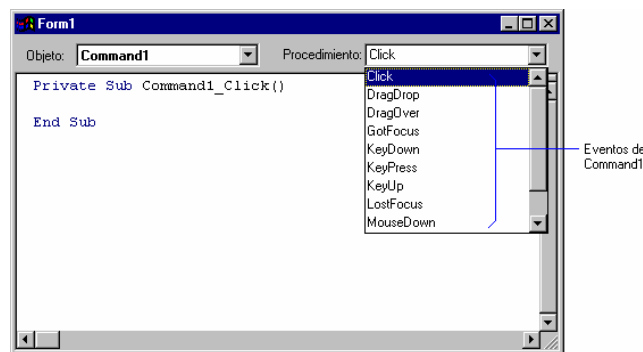 Form1
Objeto: Command1 Procedimiento: Click
Private Sub Command1_Click()
End Sub
Click
DragDrop
DragOver
GotFocus
KeyDown
KeyPress
KeyUp
LostFocus
MouseDown
Eventos de
Command1